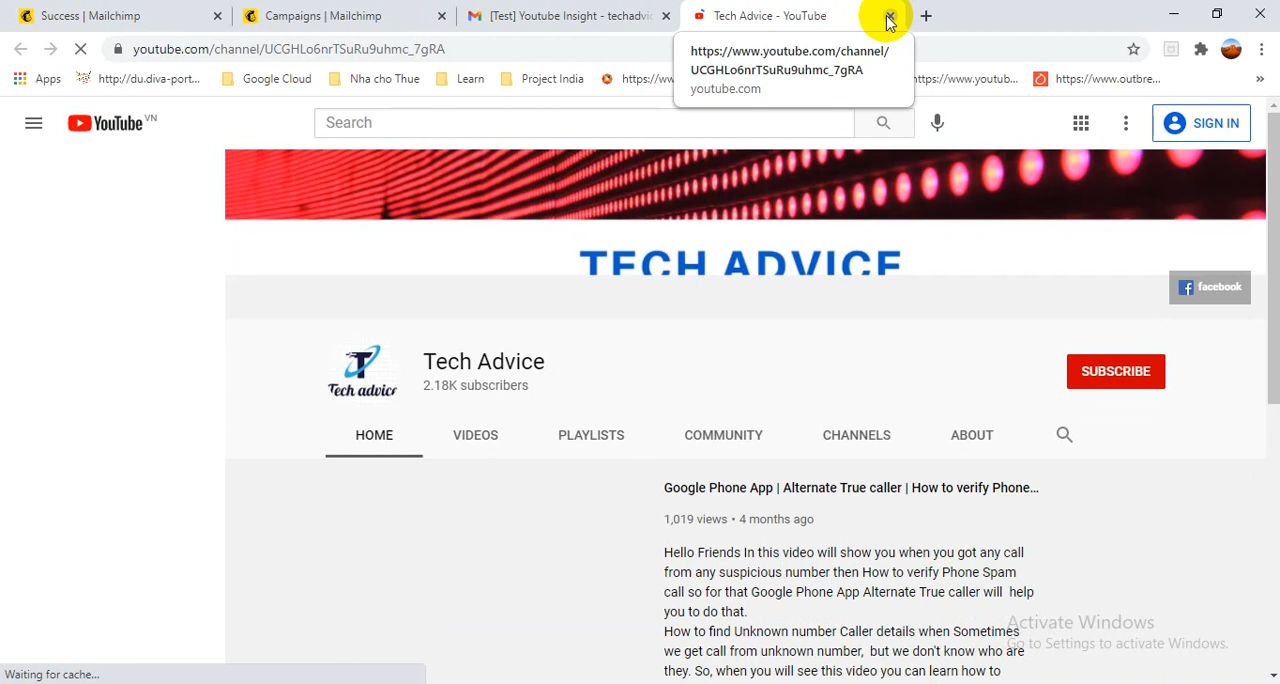 Success | Mailchimp
Campaigns | Mailchimp
[Test] Youtube Insight - techadvic
Tech Advice - YouTube
youtube.com/channel/UCGHLo6nrTSuRu9uhmc_7gRA
https://www.youtube.com/channel/
UCGHLo6nrTSuRu9uhmc_7gRA
youtube.com
Apps
http://du.diva-port...
Google Cloud
Nha cho Thue
Learn
Project India
https://ww
https://www.youtub...
https://www.outbre...
»
YouTube VN
Search
SIGN IN
TECH ADVICE
facebook
Tech advice
Tech Advice
2.18K subscribers
SUBSCRIBE
HOME
VIDEOS
PLAYLISTS
COMMUNITY
CHANNELS
ABOUT
Google Phone App | Alternate True caller | How to verify Phone...
1,019 views • 4 months ago
Hello Friends In this video will show you when you got any call
from any suspicious number then How to verify Phone Spam
call so for that Google Phone App Alternate True caller will help
you to do that.
How to find Unknown number Caller details when Sometimes
we get call from unknown number, but we don't know who are
they. So, when you will see this video you can learn how to
Activate Windows
Go to Settings to activate Windows.
Waiting for cache...